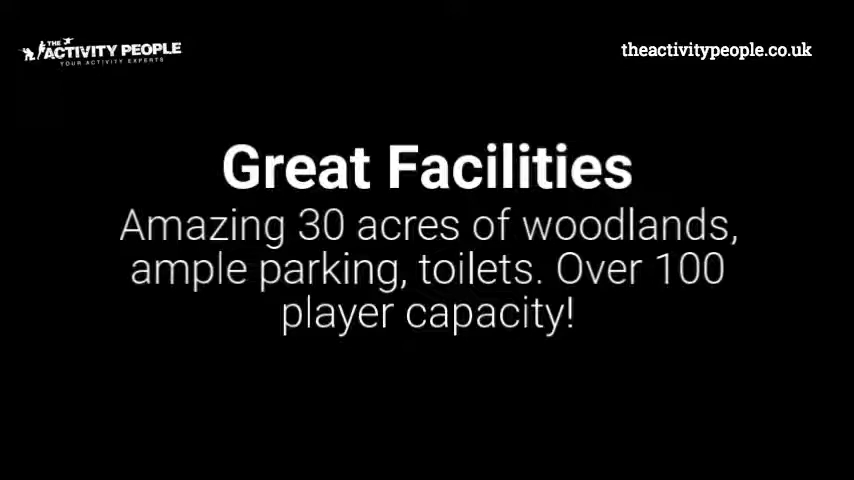 THE
ACTIVITY PEOPLE
YOUR ACTIVITY EXPERTS
theactivitypeople.co.uk
Great Facilities
Amazing 30 acres of woodlands,
ample parking, toilets. Over 100
player capacity!